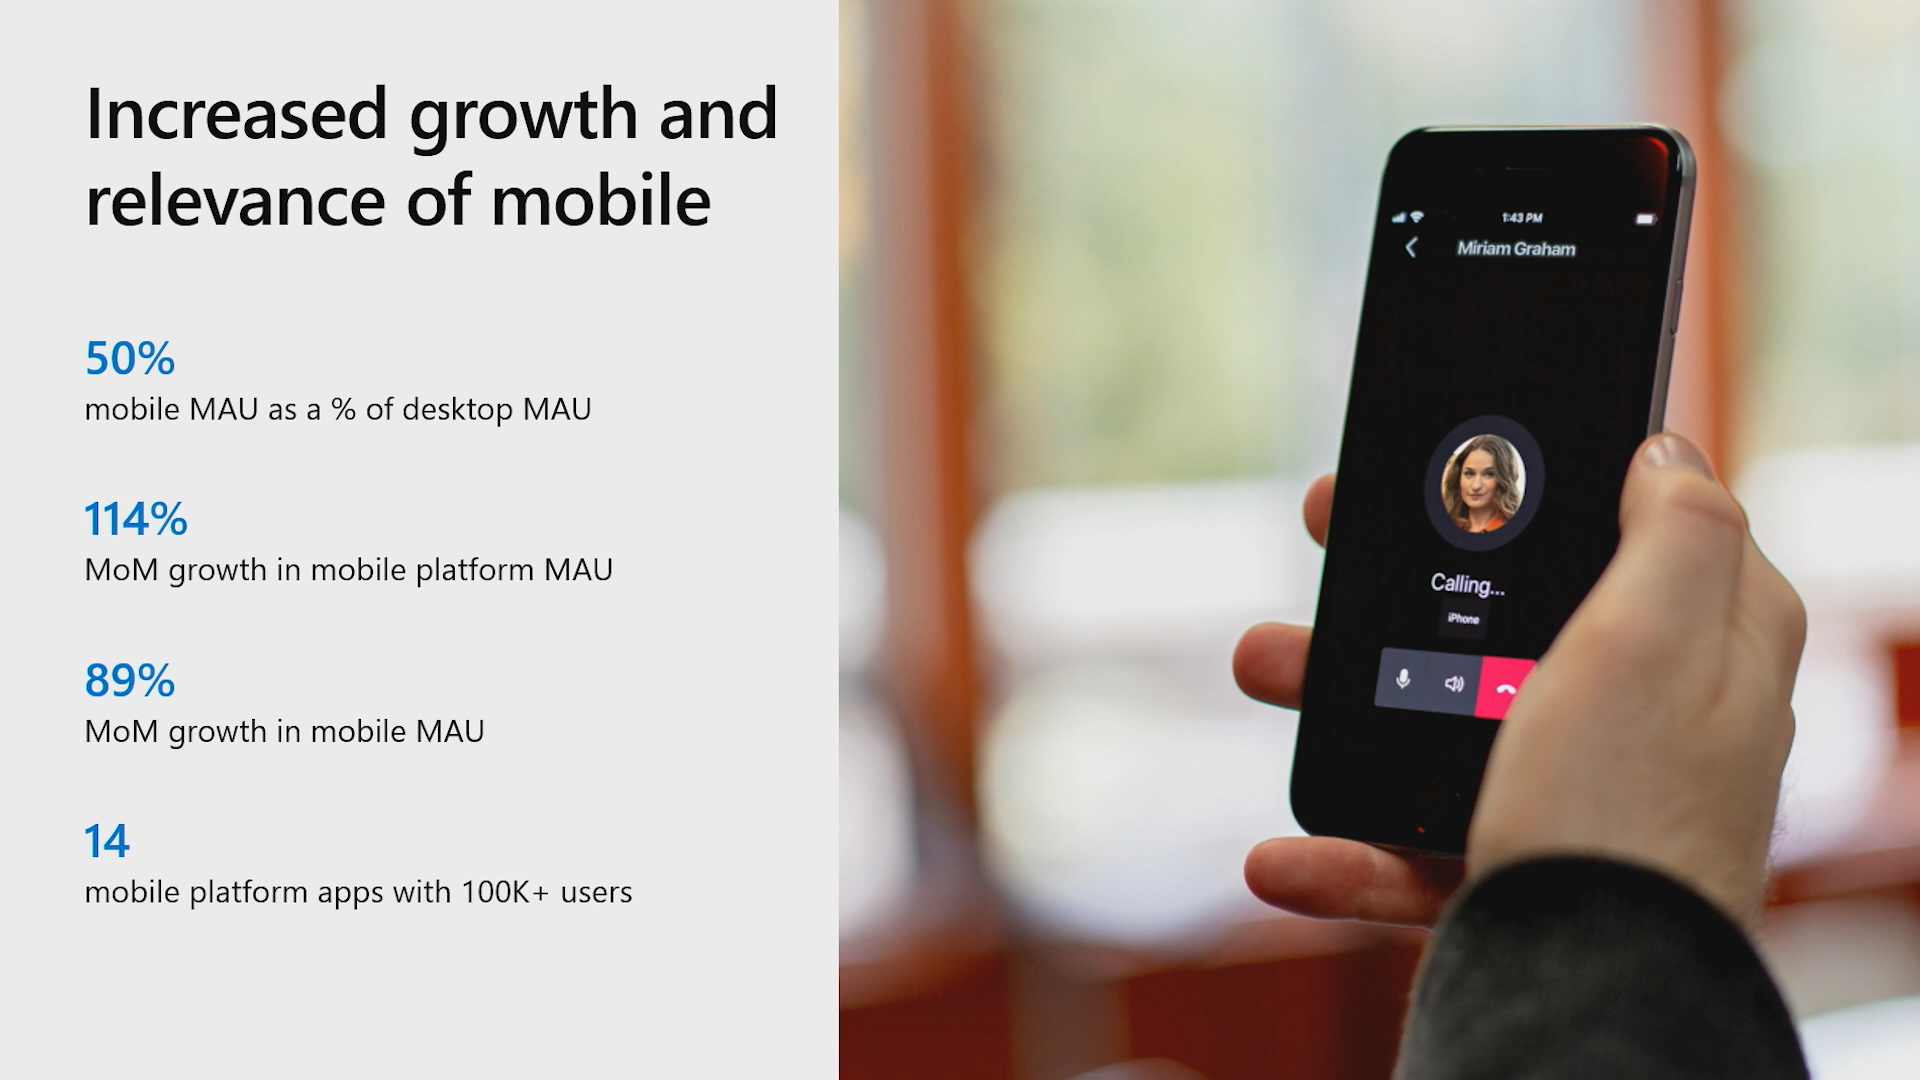 Increased growth and
relevance of mobile
50%
mobile MAU as a % of desktop MAU
114%
MoM growth in mobile platform MAU
89%
MoM growth in mobile MAU
14
mobile platform apps with 100K+ users
1:43 PM
Miriam Graham
Calling...
iPhone